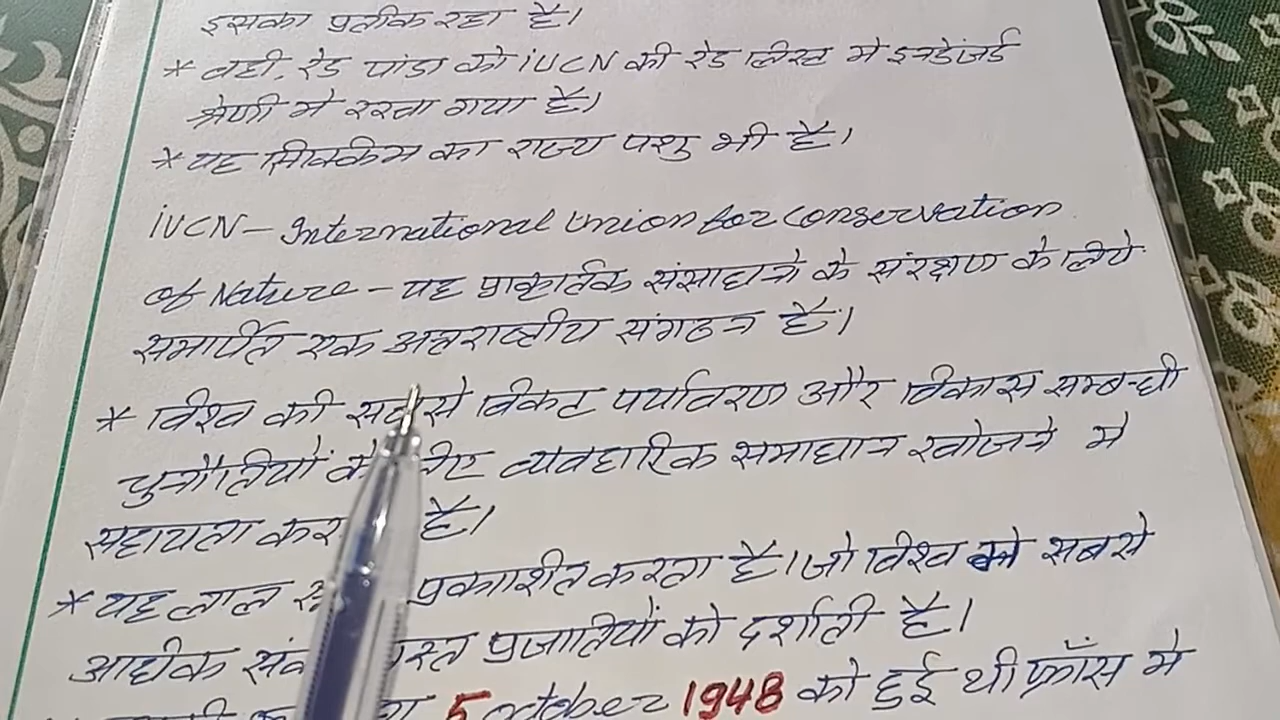 इसका प्रतीक रहा है।
* वही. रेड पांडा को iUCN की रेड लिस्ट मे इनडेंजर्ड
श्रेणी मे रखा गया है।
* यह सिक्किम का राज्य पशु भी है।
iUCN - International Union for Conservation
of Nature - यह प्राकृतिक संसाधनो के संरक्षण के लिये
समर्पित एक अन्तराष्ट्रीय संगठन है।
* विश्व की सबसे विकट पर्यावरण और विकास सम्बन्धी
चुनौतियों के लिए व्यवहारिक समाधान खोजने मे
सहायता है।
* यह लाल प्रकाशित करता है। जो विश्व को सबसे
अधिक प्रजातियों को दर्शाती है।
5 october 1948 को हुई थी फ्रॉंस मे